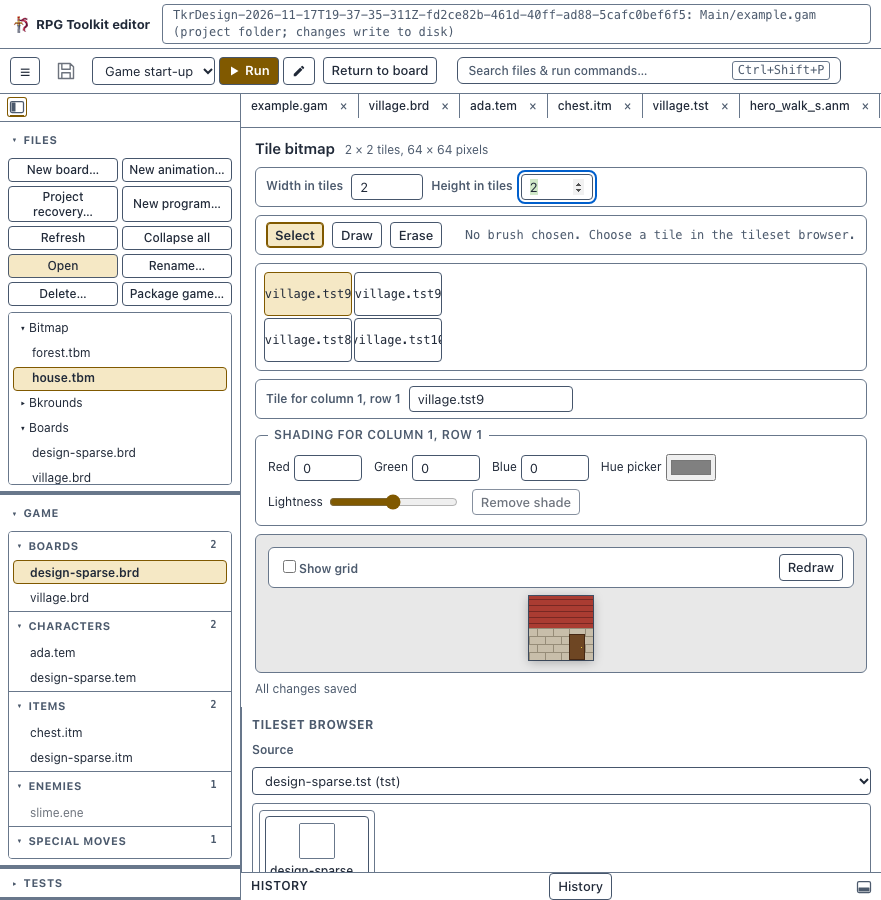 RPG Toolkit editor
TkrDesign-2026-11-17T19-37-35-311Z-fd2ce82b-461d-40ff-ad88-5cafc0bef6f5: Main/example.gam
(project folder; changes write to disk)
Game start-up
Run
Return to board
Search files & run commands...
Ctrl+Shift+P
example.gam ×
village.brd ×
ada.tem ×
chest.itm ×
village.tst ×
hero_walk_s.anm ×
FILES
New board...
New animation...
Project
recovery...
New program...
Refresh
Collapse all
Open
Rename...
Delete...
Package game...
Bitmap
forest.tbm
house.tbm
Bkrounds
Boards
design-sparse.brd
village.brd
GAME
BOARDS 2
design-sparse.brd
village.brd
CHARACTERS 2
ada.tem
design-sparse.tem
ITEMS 2
chest.itm
design-sparse.itm
ENEMIES 1
slime.ene
SPECIAL MOVES 1
TESTS
Tile bitmap 2 × 2 tiles, 64 × 64 pixels
Width in tiles 2 Height in tiles 2
Select Draw Erase No brush chosen. Choose a tile in the tileset browser.
village.tst9 village.tst9
village.tst8 village.tst10
Tile for column 1, row 1 village.tst9
SHADING FOR COLUMN 1, ROW 1
Red 0 Green 0 Blue 0 Hue picker
Lightness Remove shade
Show grid Redraw
All changes saved
TILESET BROWSER
Source
design-sparse.tst (tst)
design-sparse
HISTORY History